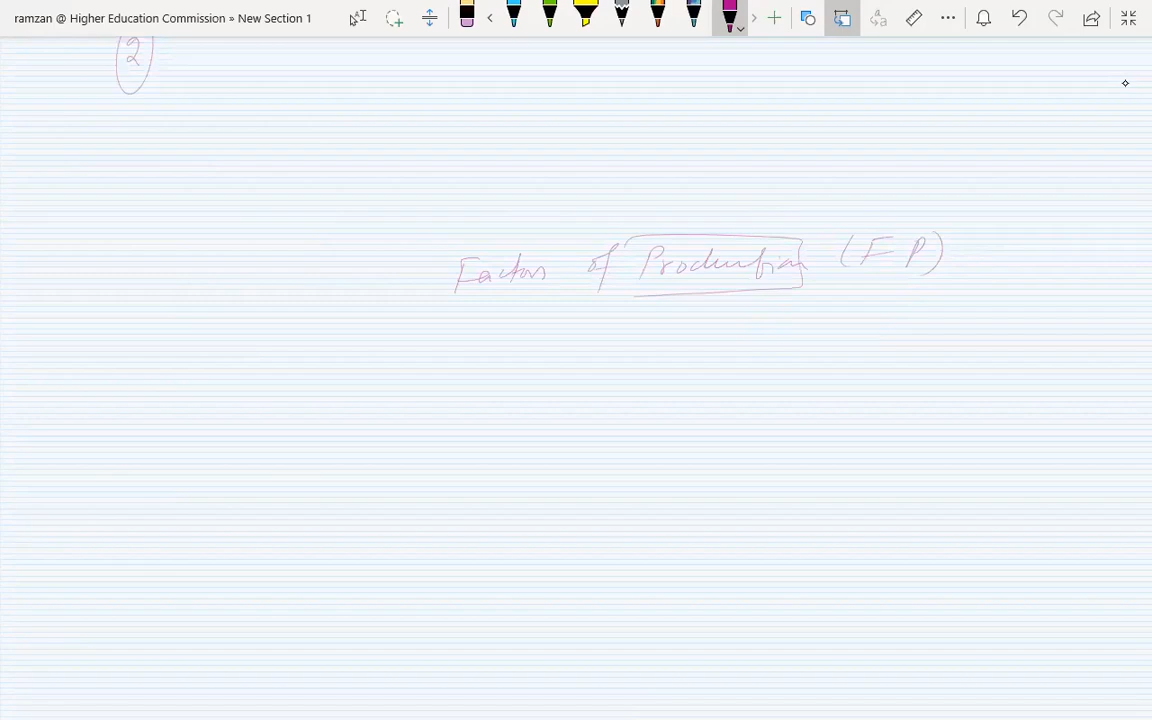 ramzan @ Higher Education Commission » New Section 1
2
Factors of Production (F P)